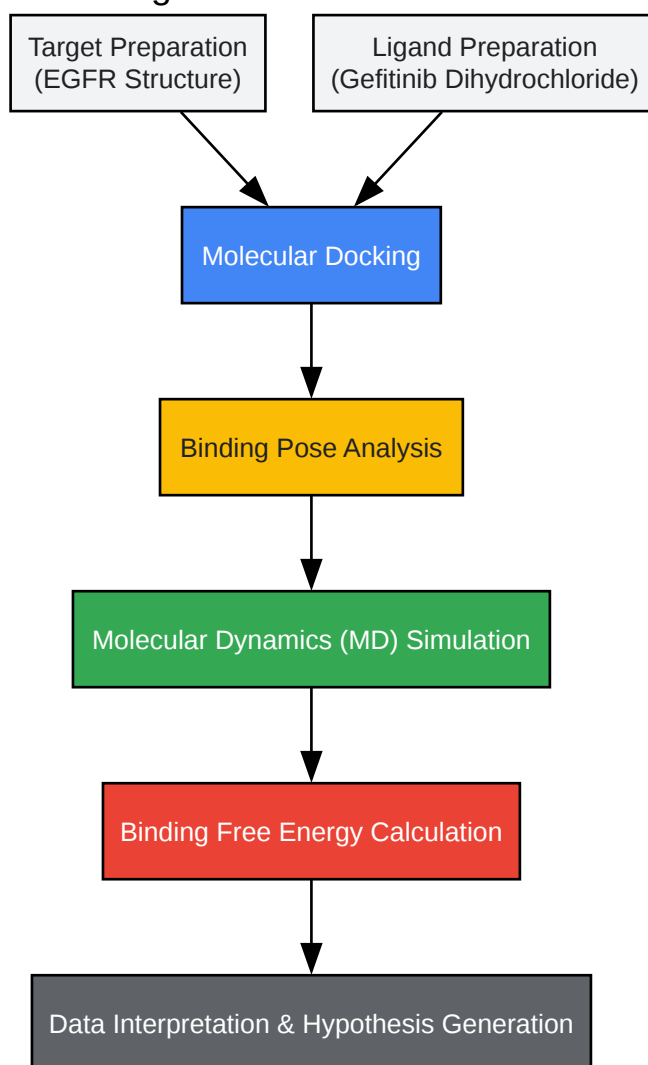 Target Preparation
(EGFR Structure)
Ligand Preparation
(Gefitinib Dihydrochloride)
Molecular Docking
Binding Pose Analysis
Molecular Dynamics (MD) Simulation
Binding Free Energy Calculation
Data Interpretation & Hypothesis Generation